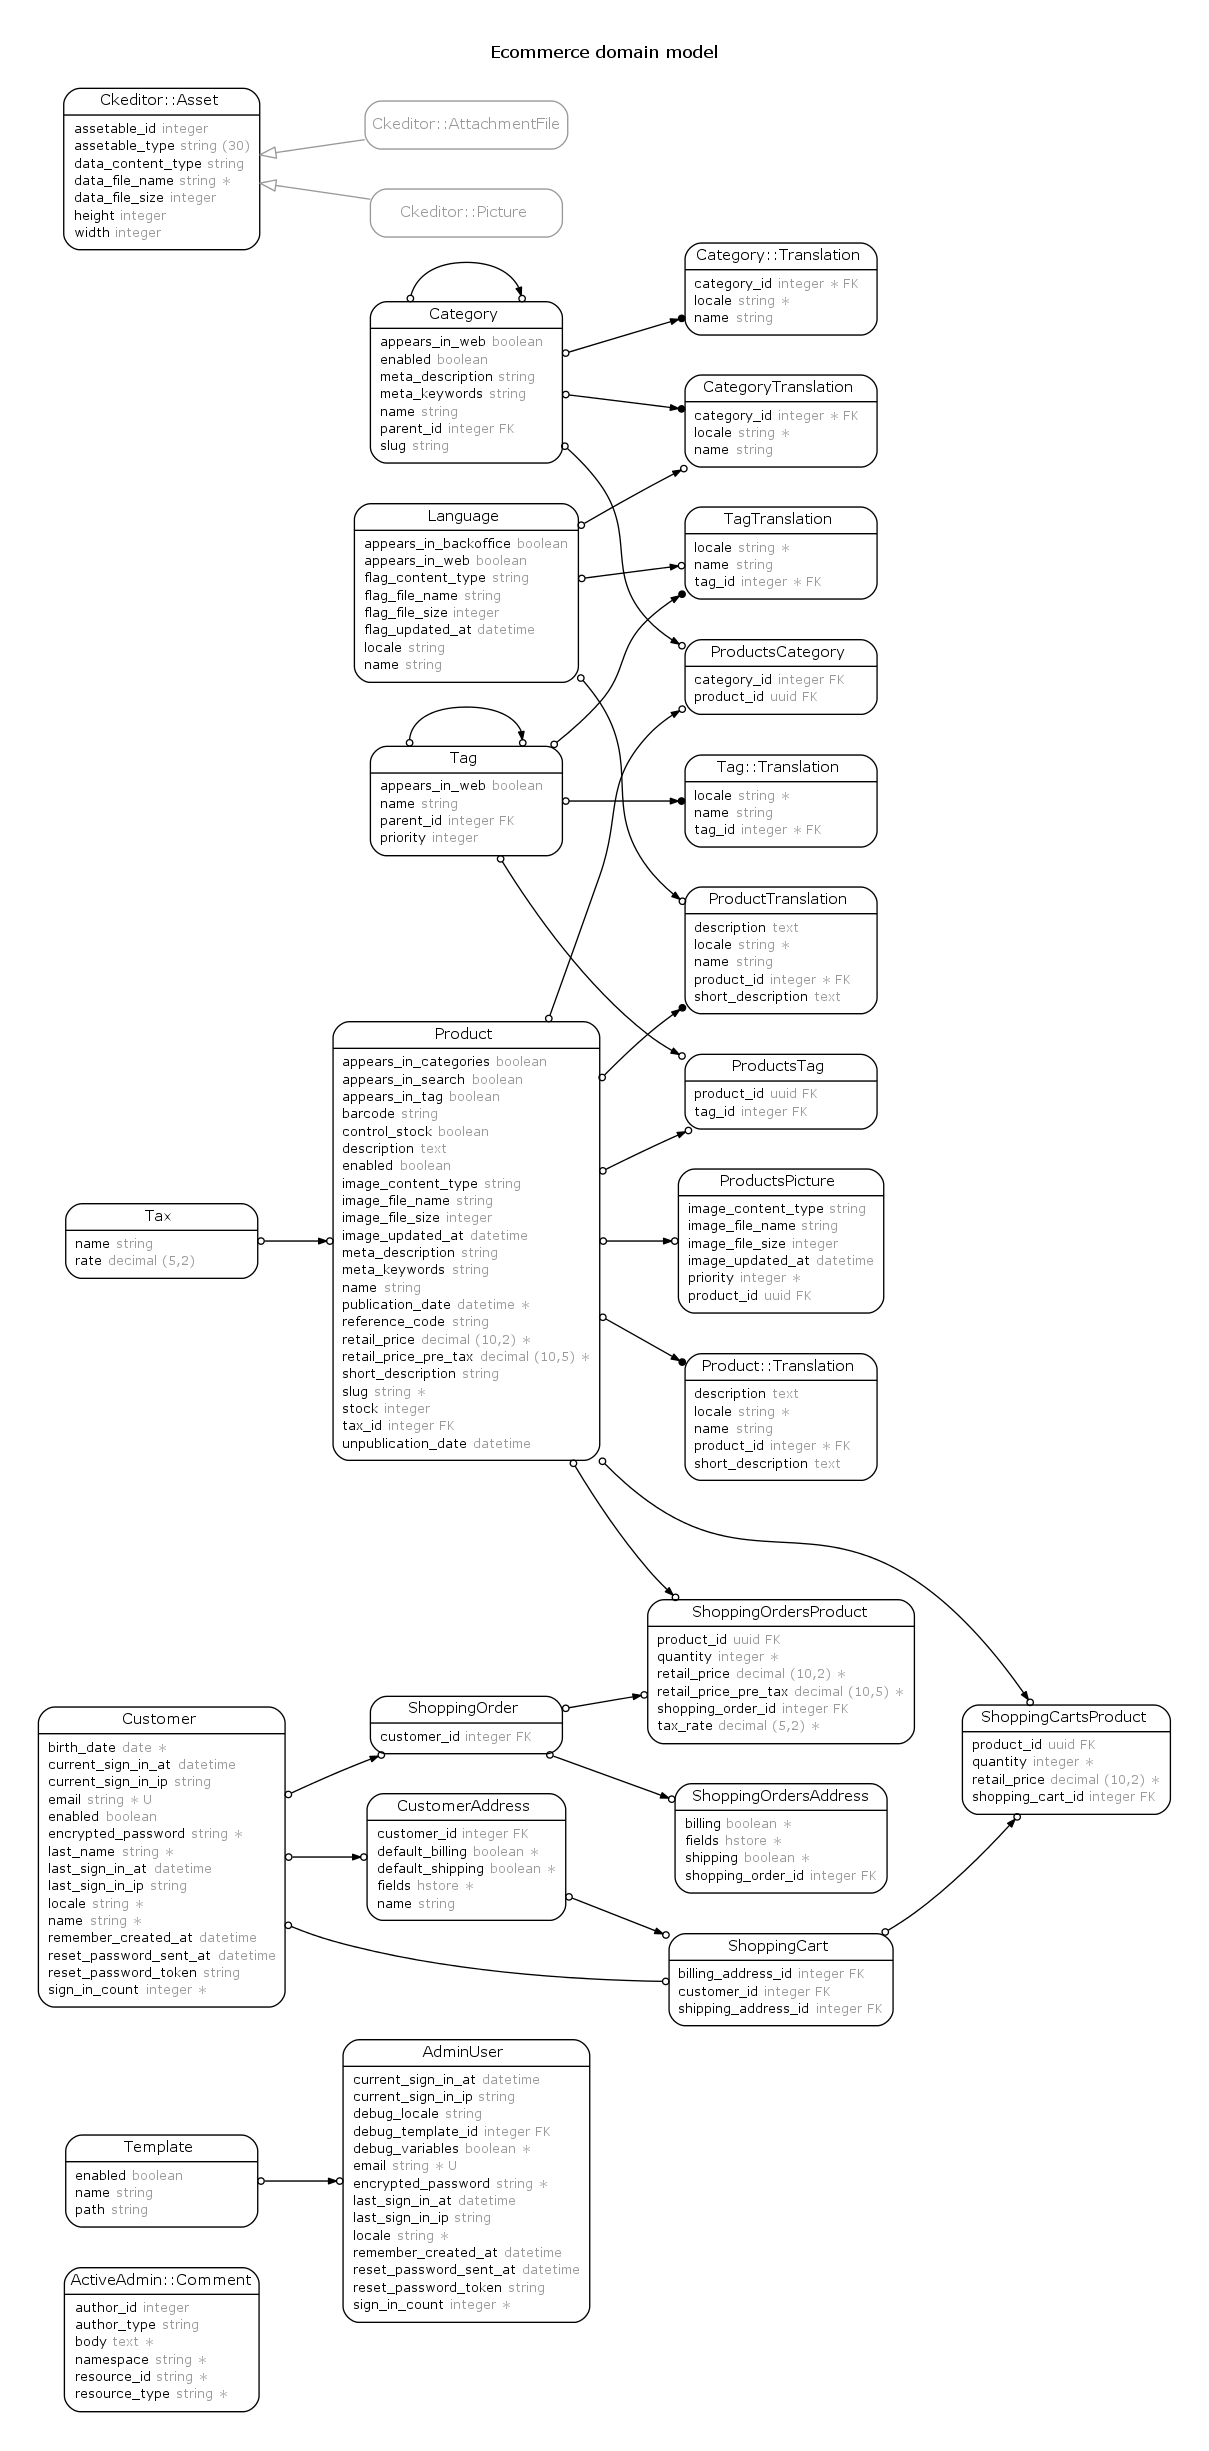 Ecommerce domain model
Ckeditor::Asset
assetable_id integer
assetable_type string (30)
data_content_type string
data_file_name string ∗
data_file_size integer
height integer
width integer
Ckeditor::AttachmentFile
Ckeditor::Picture
Category::Translation
category_id integer ∗ FK
locale string ∗
name string
Category
appears_in_web boolean
enabled boolean
meta_description string
meta_keywords string
name string
parent_id integer FK
slug string
CategoryTranslation
category_id integer ∗ FK
locale string ∗
name string
Language
appears_in_backoffice boolean
appears_in_web boolean
flag_content_type string
flag_file_name string
flag_file_size integer
flag_updated_at datetime
locale string
name string
TagTranslation
locale string ∗
name string
tag_id integer ∗ FK
ProductsCategory
category_id integer FK
product_id uuid FK
Tag
appears_in_web boolean
name string
parent_id integer FK
priority integer
Tag::Translation
locale string ∗
name string
tag_id integer ∗ FK
ProductTranslation
description text
locale string ∗
name string
product_id integer ∗ FK
short_description text
Product
appears_in_categories boolean
appears_in_search boolean
appears_in_tag boolean
barcode string
control_stock boolean
description text
enabled boolean
image_content_type string
image_file_name string
image_file_size integer
image_updated_at datetime
meta_description string
meta_keywords string
name string
publication_date datetime ∗
reference_code string
retail_price decimal (10,2) ∗
retail_price_pre_tax decimal (10,5) ∗
short_description string
slug string ∗
stock integer
tax_id integer FK
unpublication_date datetime
ProductsTag
product_id uuid FK
tag_id integer FK
ProductsPicture
image_content_type string
image_file_name string
image_file_size integer
image_updated_at datetime
priority integer ∗
product_id uuid FK
Tax
name string
rate decimal (5,2)
Product::Translation
description text
locale string ∗
name string
product_id integer ∗ FK
short_description text
ShoppingOrdersProduct
product_id uuid FK
quantity integer ∗
retail_price decimal (10,2) ∗
retail_price_pre_tax decimal (10,5) ∗
shopping_order_id integer FK
tax_rate decimal (5,2) ∗
ShoppingOrder
customer_id integer FK
Customer
birth_date date ∗
current_sign_in_at datetime
current_sign_in_ip string
email string ∗ U
enabled boolean
encrypted_password string ∗
last_name string ∗
last_sign_in_at datetime
last_sign_in_ip string
locale string ∗
name string ∗
remember_created_at datetime
reset_password_sent_at datetime
reset_password_token string
sign_in_count integer ∗
ShoppingCartsProduct
product_id uuid FK
quantity integer ∗
retail_price decimal (10,2) ∗
shopping_cart_id integer FK
ShoppingOrdersAddress
billing boolean ∗
fields hstore ∗
shipping boolean ∗
shopping_order_id integer FK
CustomerAddress
customer_id integer FK
default_billing boolean ∗
default_shipping boolean ∗
fields hstore ∗
name string
ShoppingCart
billing_address_id integer FK
customer_id integer FK
shipping_address_id integer FK
AdminUser
current_sign_in_at datetime
current_sign_in_ip string
debug_locale string
debug_template_id integer FK
debug_variables boolean ∗
email string ∗ U
encrypted_password string ∗
last_sign_in_at datetime
last_sign_in_ip string
locale string ∗
remember_created_at datetime
reset_password_sent_at datetime
reset_password_token string
sign_in_count integer ∗
Template
enabled boolean
name string
path string
ActiveAdmin::Comment
author_id integer
author_type string
body text ∗
namespace string ∗
resource_id string ∗
resource_type string ∗